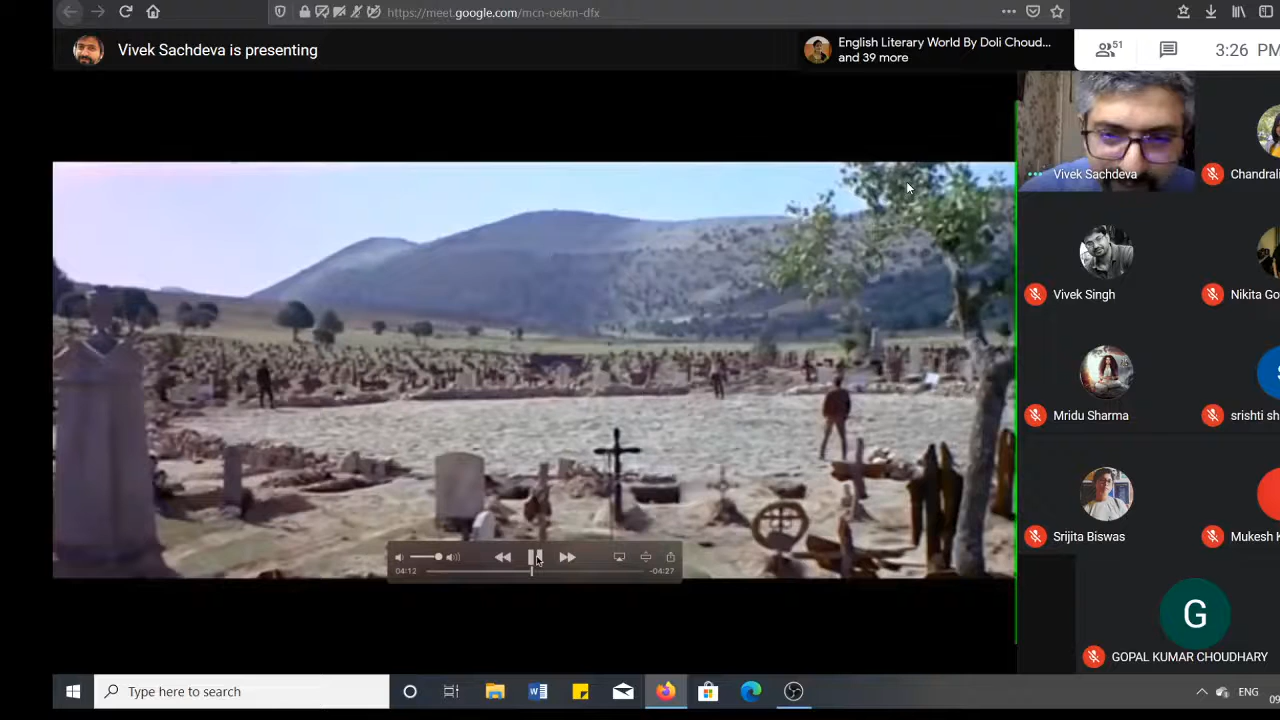 https://meet.google.com/mcn-oekm-dfx
Vivek Sachdeva is presenting
English Literary World By Doli Choud...
and 39 more
51
3:26 PM
Vivek Sachdeva
Chandrali
Vivek Singh
Nikita Go
Mridu Sharma
srishti sh
Srijita Biswas
Mukesh K
G
GOPAL KUMAR CHOUDHARY
04:12
-04:27
Type here to search
ENG